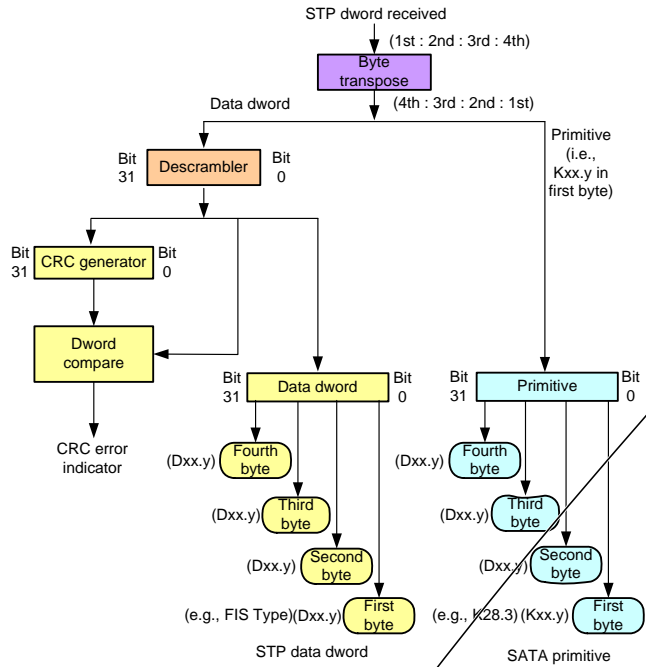 STP dword received
(1st : 2nd : 3rd : 4th)
Byte
transpose
(4th : 3rd : 2nd : 1st)
Data dword
Primitive
(i.e.,
Kxx.y in
first byte)
Bit
31
Descrambler
Bit
0
Bit
31
CRC generator
Bit
0
Dword
compare
CRC error
indicator
Bit
31
Data dword
Bit
0
Bit
31
Primitive
Bit
0
(Dxx.y)
Fourth
byte
(Dxx.y)
Third
byte
(Dxx.y)
Second
byte
(e.g., FIS Type)(Dxx.y)
First
byte
STP data dword
(Dxx.y)
Fourth
byte
(Dxx.y)
Third
byte
(Dxx.y)
Second
byte
(e.g., K28.3) (Kxx.y)
First
byte
SATA primitive